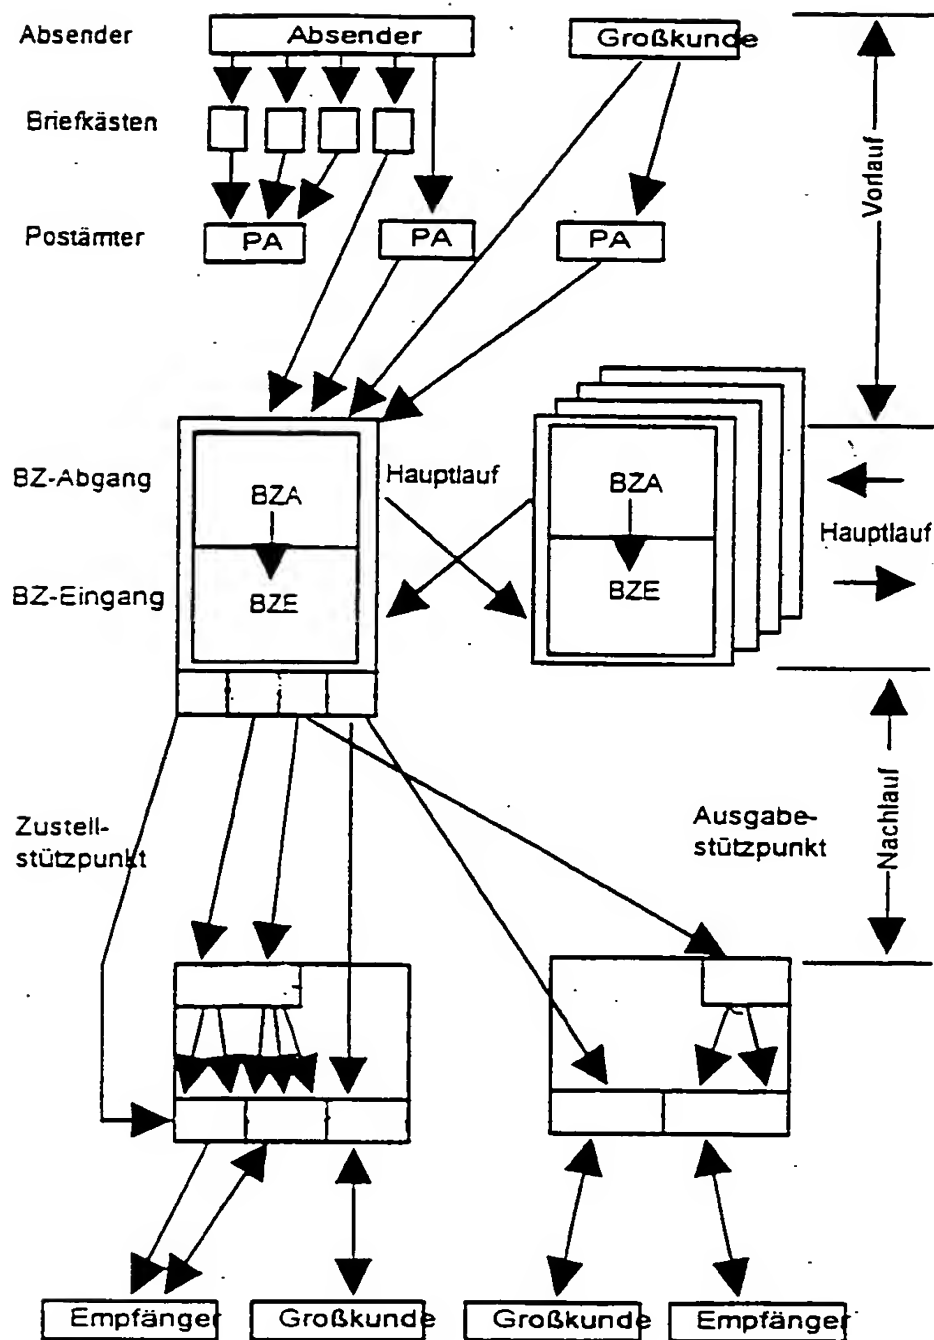 Absender
Absender
Großkunde
Briefkästen
Postämter
PA
PA
PA
Vorlauf
BZ-Abgang
BZA
Hauptlauf
BZA
Hauptlauf
BZ-Eingang
BZE
BZE
Zustell-
stützpunkt
Ausgabe-
stützpunkt
Nachlauf
Empfänger
Großkunde
Großkunde
Empfänger